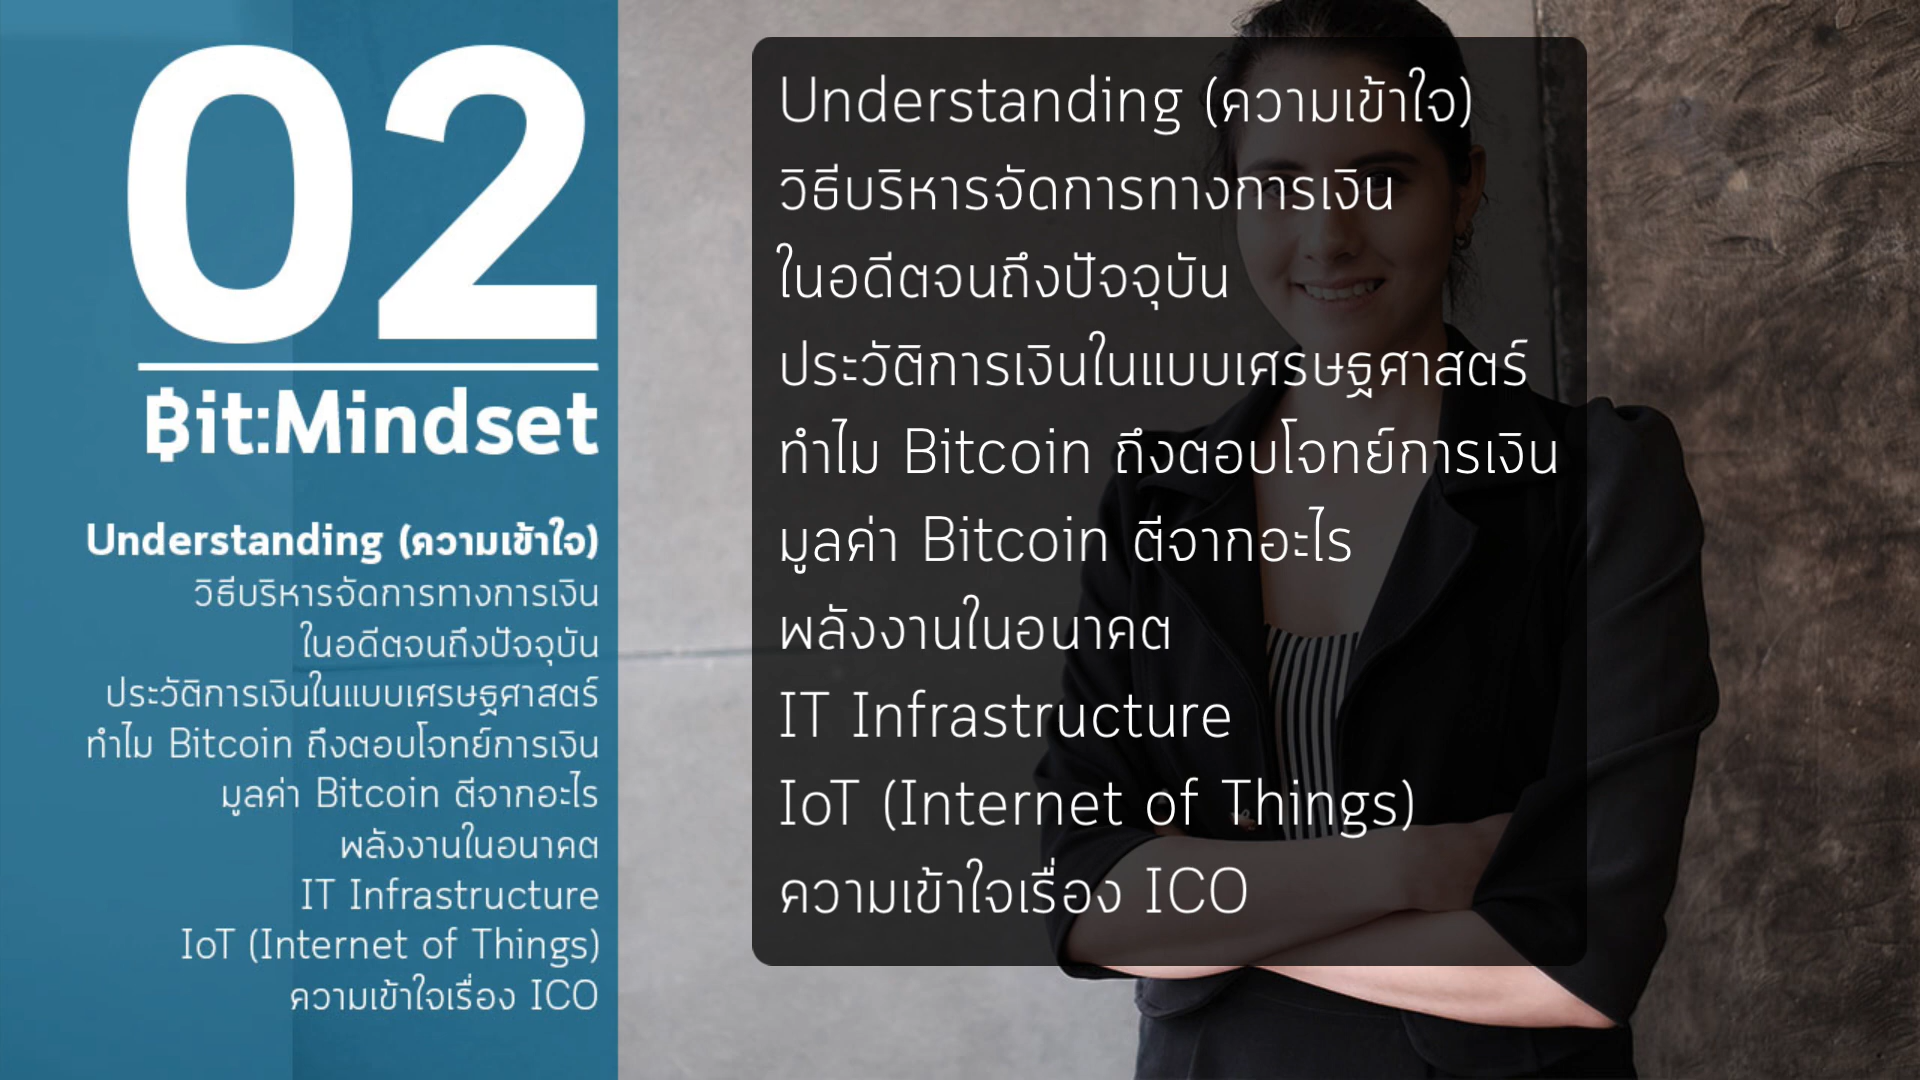 02
฿it:Mindset
Understanding (ความเข้าใจ)
วิธีบริหารจัดการทางการเงิน
ในอดีตจนถึงปัจจุบัน
ประวัติการเงินในแบบเศรษฐศาสตร์
ทำไม Bitcoin ถึงตอบโจทย์การเงิน
มูลค่า Bitcoin ตีจากอะไร
พลังงานในอนาคต
IT Infrastructure
IoT (Internet of Things)
ความเข้าใจเรื่อง ICO
Understanding (ความเข้าใจ)
วิธีบริหารจัดการทางการเงิน
ในอดีตจนถึงปัจจุบัน
ประวัติการเงินในแบบเศรษฐศาสตร์
ทำไม Bitcoin ถึงตอบโจทย์การเงิน
มูลค่า Bitcoin ตีจากอะไร
พลังงานในอนาคต
IT Infrastructure
IoT (Internet of Things)
ความเข้าใจเรื่อง ICO